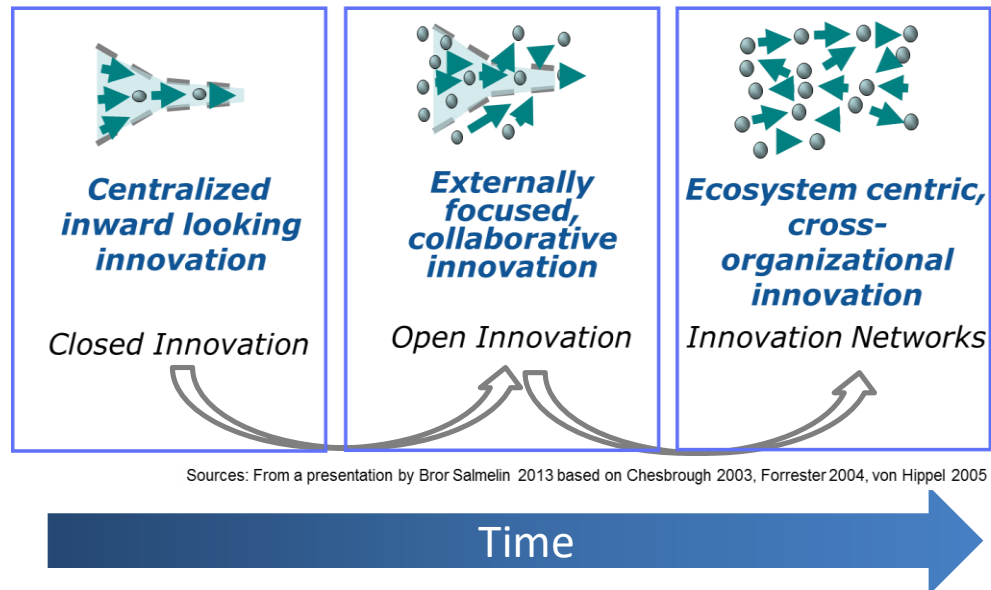 Centralized
inward looking
innovation
Closed Innovation
Externally
focused,
collaborative
innovation
Open Innovation
Ecosystem centric,
cross-
organizational
innovation
Innovation Networks
Sources: From a presentation by Bror Salmelin 2013 based on Chesbrough 2003, Forrester 2004, von Hippel 2005
Time